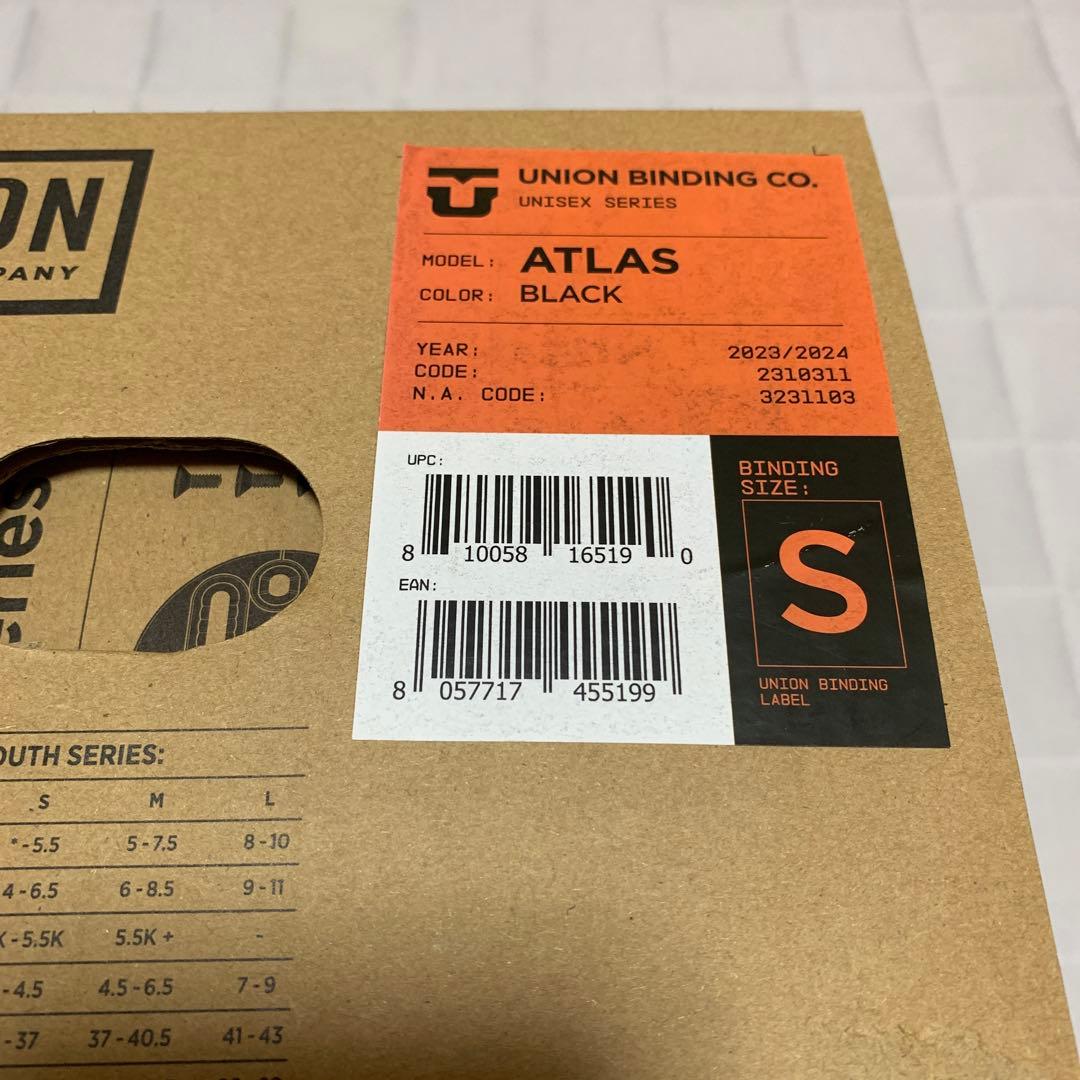 ON
PANY
UNION BINDING CO.
UNISEX SERIES
MODEL: ATLAS
COLOR: BLACK
YEAR: 2023/2024
CODE: 2310311
N.A. CODE: 3231103
UPC:
8 10058 16519 0
EAN:
8 057717 455199
BINDING
SIZE:
S
UNION BINDING
LABEL
OUTH SERIES:
S M L
*-5.5 5-7.5 8-10
4-6.5 6-8.5 9-11
K-5.5K 5.5K+ -
-4.5 4.5-6.5 7-9
-37 37-40.5 41-43